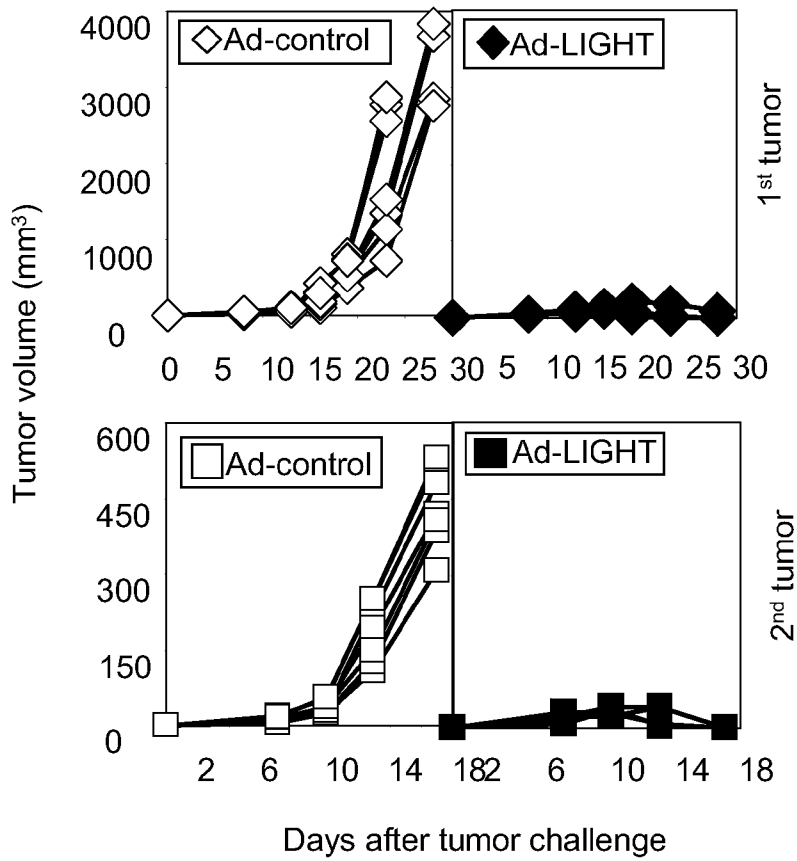 Tumor volume (mm³)
4000
3000
2000
1000
0
Ad-control
Ad-LIGHT
1st tumor
0 5 10 15 20 25 30 5 10 15 20 25 30
600
450
300
150
0
Ad-control
Ad-LIGHT
2nd tumor
2 6 10 14 18 2 6 10 14 18
Days after tumor challenge